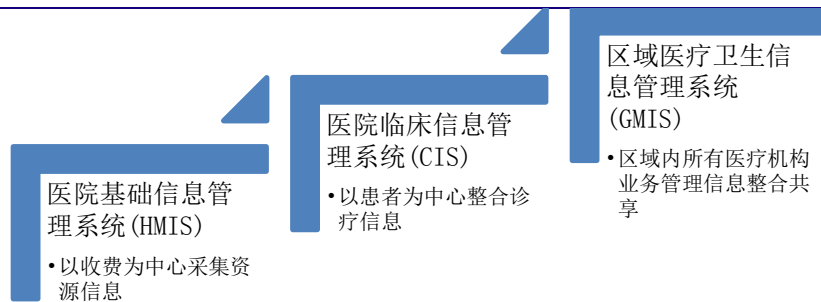 医院基础信息管
理系统(HMIS)
•以收费为中心采集资
源信息
医院临床信息管
理系统(CIS)
•以患者为中心整合诊
疗信息
区域医疗卫生信
息管理系统
(GMIS)
•区域内所有医疗机构
业务管理信息整合共
享